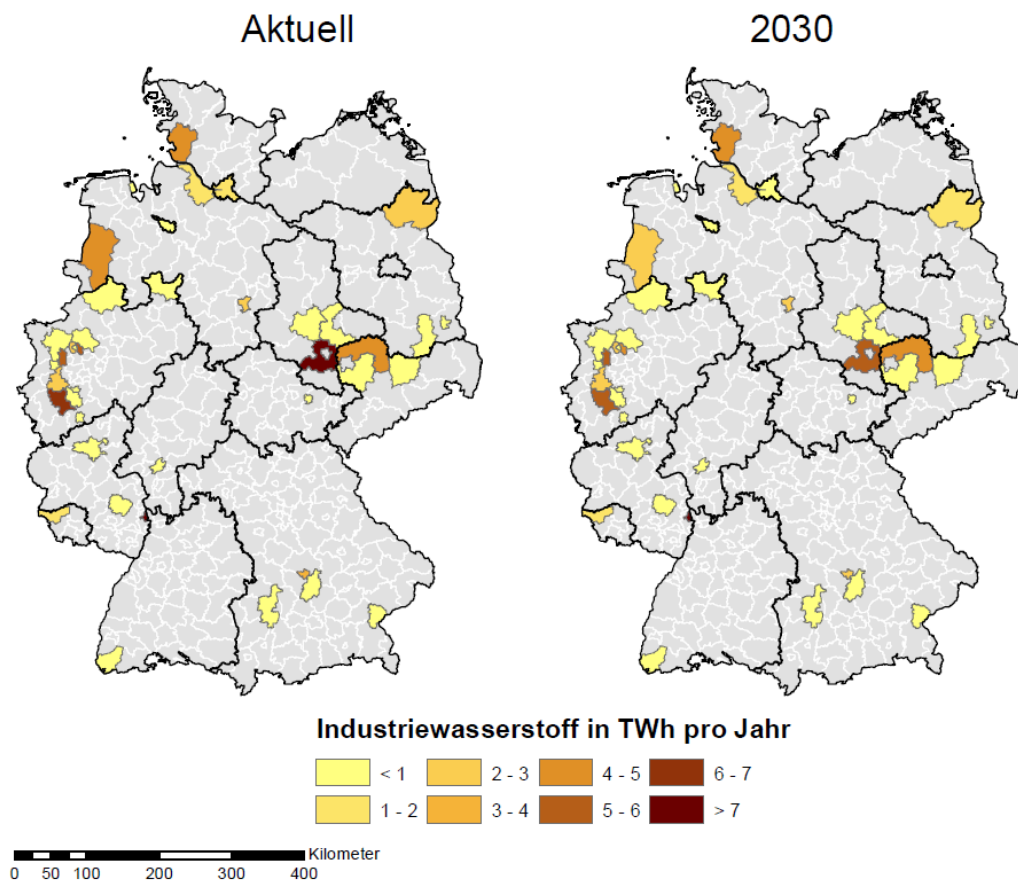 Aktuell 2030
Industriewasserstoff in TWh pro Jahr
< 1 2 - 3 4 - 5 6 - 7
1 - 2 3 - 4 5 - 6 > 7
Kilometer
0 50 100 200 300 400